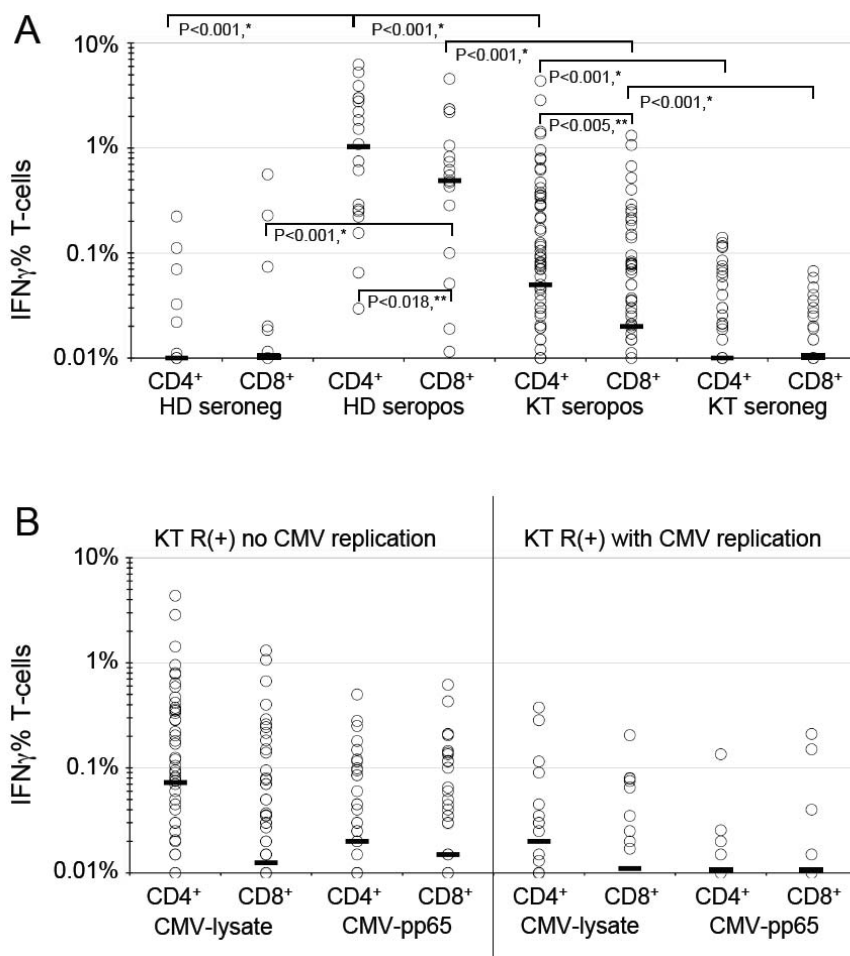 A
P<0.001,*
P<0.001,*
P<0.001,*
P<0.001,*
P<0.001,*
P<0.005,**
P<0.001,*
P<0.018,**
IFNγ% T-cells
10%
1%
0.1%
0.01%
CD4+ CD8+ CD4+ CD8+ CD4+ CD8+ CD4+ CD8+
HD seroneg HD seropos KT seropos KT seroneg
B
KT R(+) no CMV replication KT R(+) with CMV replication
IFNγ% T-cells
10%
1%
0.1%
0.01%
CD4+ CD8+ CD4+ CD8+ CD4+ CD8+ CD4+ CD8+
CMV-lysate CMV-pp65 CMV-lysate CMV-pp65